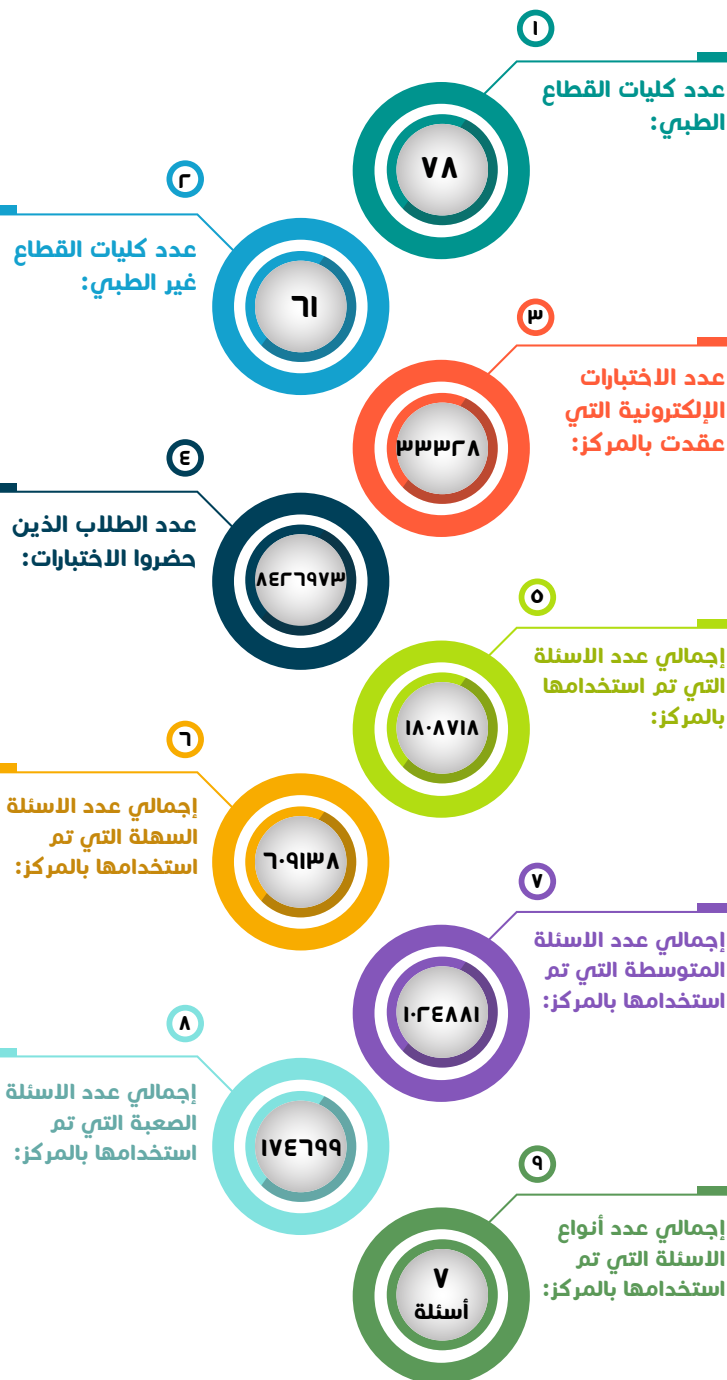 ١
عدد كليات القطاع
الطبي:
٧٨
٢
عدد كليات القطاع
غير الطبي:
٦١
٣
عدد الاختبارات
الإلكترونية التي
عقدت بالمركز:
٣٣٣٢٨
٤
عدد الطلاب الذين
حضروا الاختبارات:
٨٤٢٦٩٧٣
٥
إجمالي عدد الاسئلة
التي تم استخدامها
بالمركز:
١٨٠٨٧١٨
٦
إجمالي عدد الاسئلة
السهلة التي تم
استخدامها بالمركز:
٦٠٩١٣٨
٧
إجمالي عدد الاسئلة
المتوسطة التي تم
استخدامها بالمركز:
١٠٢٤٨٨١
٨
إجمالي عدد الاسئلة
الصعبة التي تم
استخدامها بالمركز:
١٧٤٦٩٩
٩
إجمالي عدد أنواع
الاسئلة التي تم
استخدامها بالمركز:
٧
أسئلة